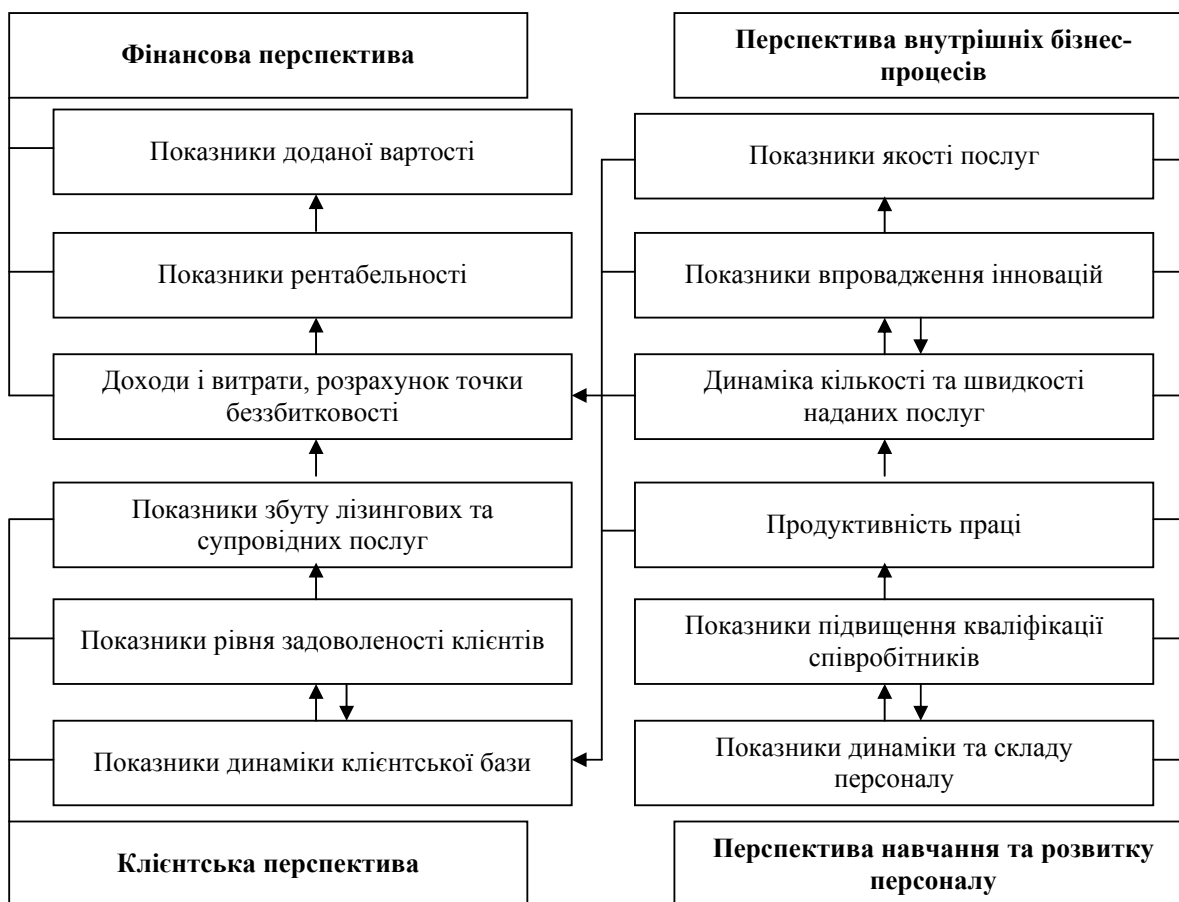 Фінансова перспектива
Показники доданої вартості
Показники рентабельності
Доходи і витрати, розрахунок точки
беззбитковості
Показники збуту лізингових та
супровідних послуг
Показники рівня задоволеності клієнтів
Показники динаміки клієнтської бази
Клієнтська перспектива
Перспектива внутрішніх бізнес-
процесів
Показники якості послуг
Показники впровадження інновацій
Динаміка кількості та швидкості
наданих послуг
Продуктивність праці
Показники підвищення кваліфікації
співробітників
Показники динаміки та складу
персоналу
Перспектива навчання та розвитку
персоналу